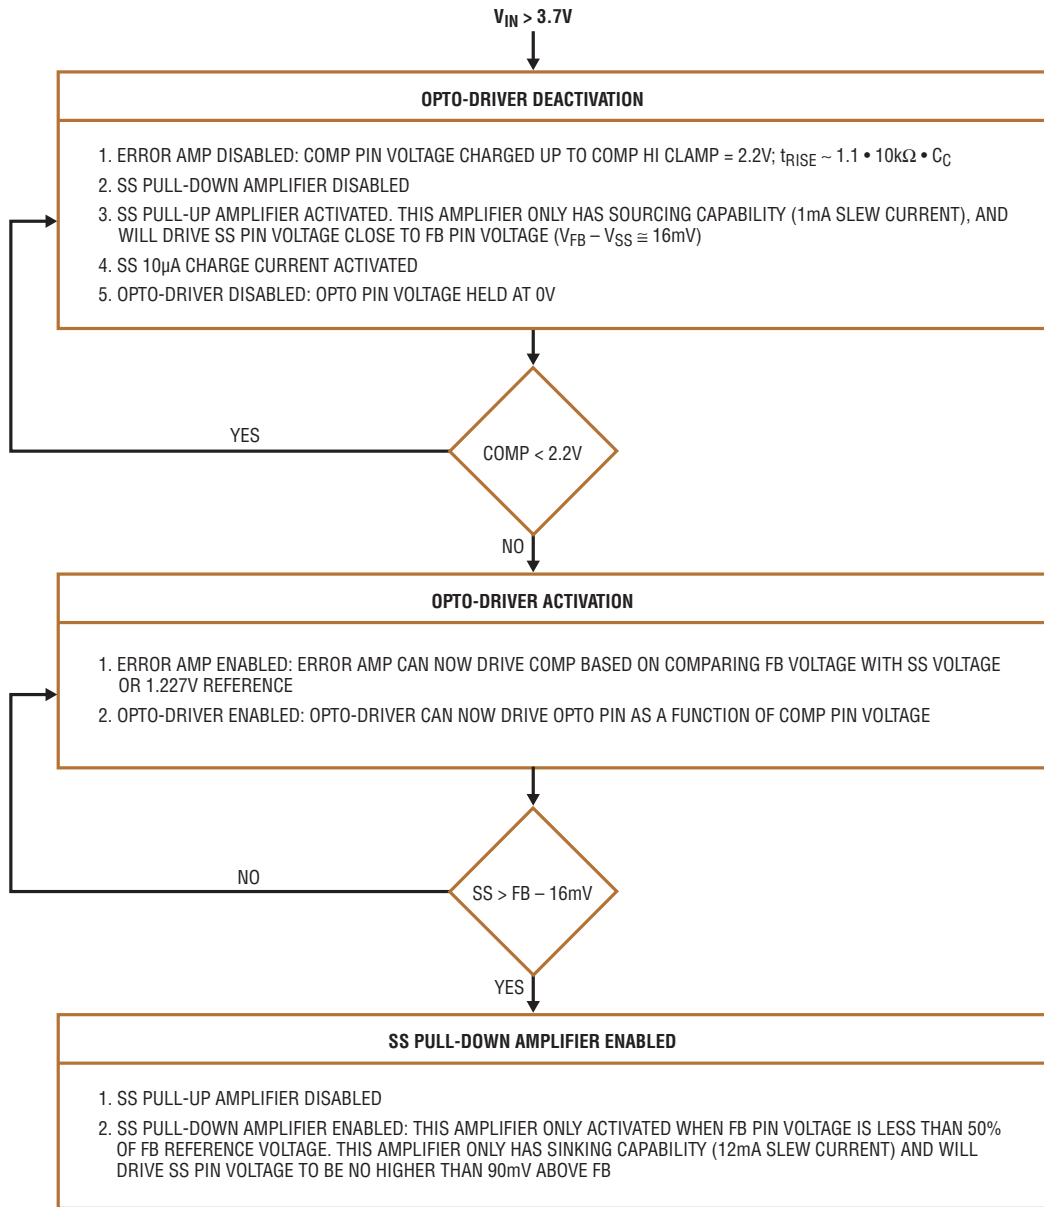 V_IN > 3.7V
OPTO-DRIVER DEACTIVATION
1. ERROR AMP DISABLED: COMP PIN VOLTAGE CHARGED UP TO COMP HI CLAMP = 2.2V; t_RISE ~ 1.1 • 10kΩ • C_C
2. SS PULL-DOWN AMPLIFIER DISABLED
3. SS PULL-UP AMPLIFIER ACTIVATED. THIS AMPLIFIER ONLY HAS SOURCING CAPABILITY (1mA SLEW CURRENT), AND
WILL DRIVE SS PIN VOLTAGE CLOSE TO FB PIN VOLTAGE (V_FB – V_SS ≅ 16mV)
4. SS 10µA CHARGE CURRENT ACTIVATED
5. OPTO-DRIVER DISABLED: OPTO PIN VOLTAGE HELD AT 0V
YES
COMP < 2.2V
NO
OPTO-DRIVER ACTIVATION
1. ERROR AMP ENABLED: ERROR AMP CAN NOW DRIVE COMP BASED ON COMPARING FB VOLTAGE WITH SS VOLTAGE
OR 1.227V REFERENCE
2. OPTO-DRIVER ENABLED: OPTO-DRIVER CAN NOW DRIVE OPTO PIN AS A FUNCTION OF COMP PIN VOLTAGE
NO
SS > FB – 16mV
YES
SS PULL-DOWN AMPLIFIER ENABLED
1. SS PULL-UP AMPLIFIER DISABLED
2. SS PULL-DOWN AMPLIFIER ENABLED: THIS AMPLIFIER ONLY ACTIVATED WHEN FB PIN VOLTAGE IS LESS THAN 50%
OF FB REFERENCE VOLTAGE. THIS AMPLIFIER ONLY HAS SINKING CAPABILITY (12mA SLEW CURRENT) AND WILL
DRIVE SS PIN VOLTAGE TO BE NO HIGHER THAN 90mV ABOVE FB